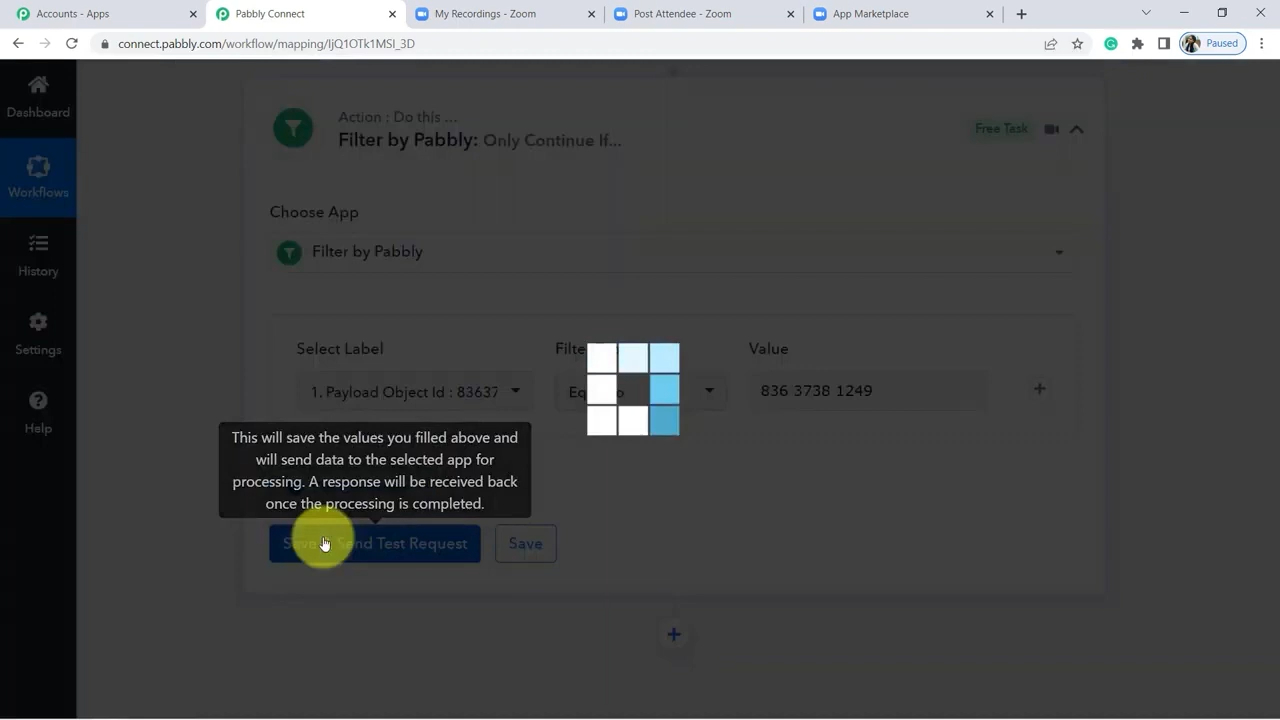 Accounts - Apps
Pabbly Connect
My Recordings - Zoom
Post Attendee - Zoom
App Marketplace
connect.pabbly.com/workflow/mapping/IjQ1OTk1MSI_3D
Paused
Dashboard
Workflows
History
Settings
Help
Action : Do this ...
Filter by Pabbly: Only Continue If...
Free Task
Choose App
Filter by Pabbly
Select Label
Value
1. Payload Object Id : 83637
836 3738 1249
This will save the values you filled above and
will send data to the selected app for
processing. A response will be received back
once the processing is completed.
Send Test Request
Save